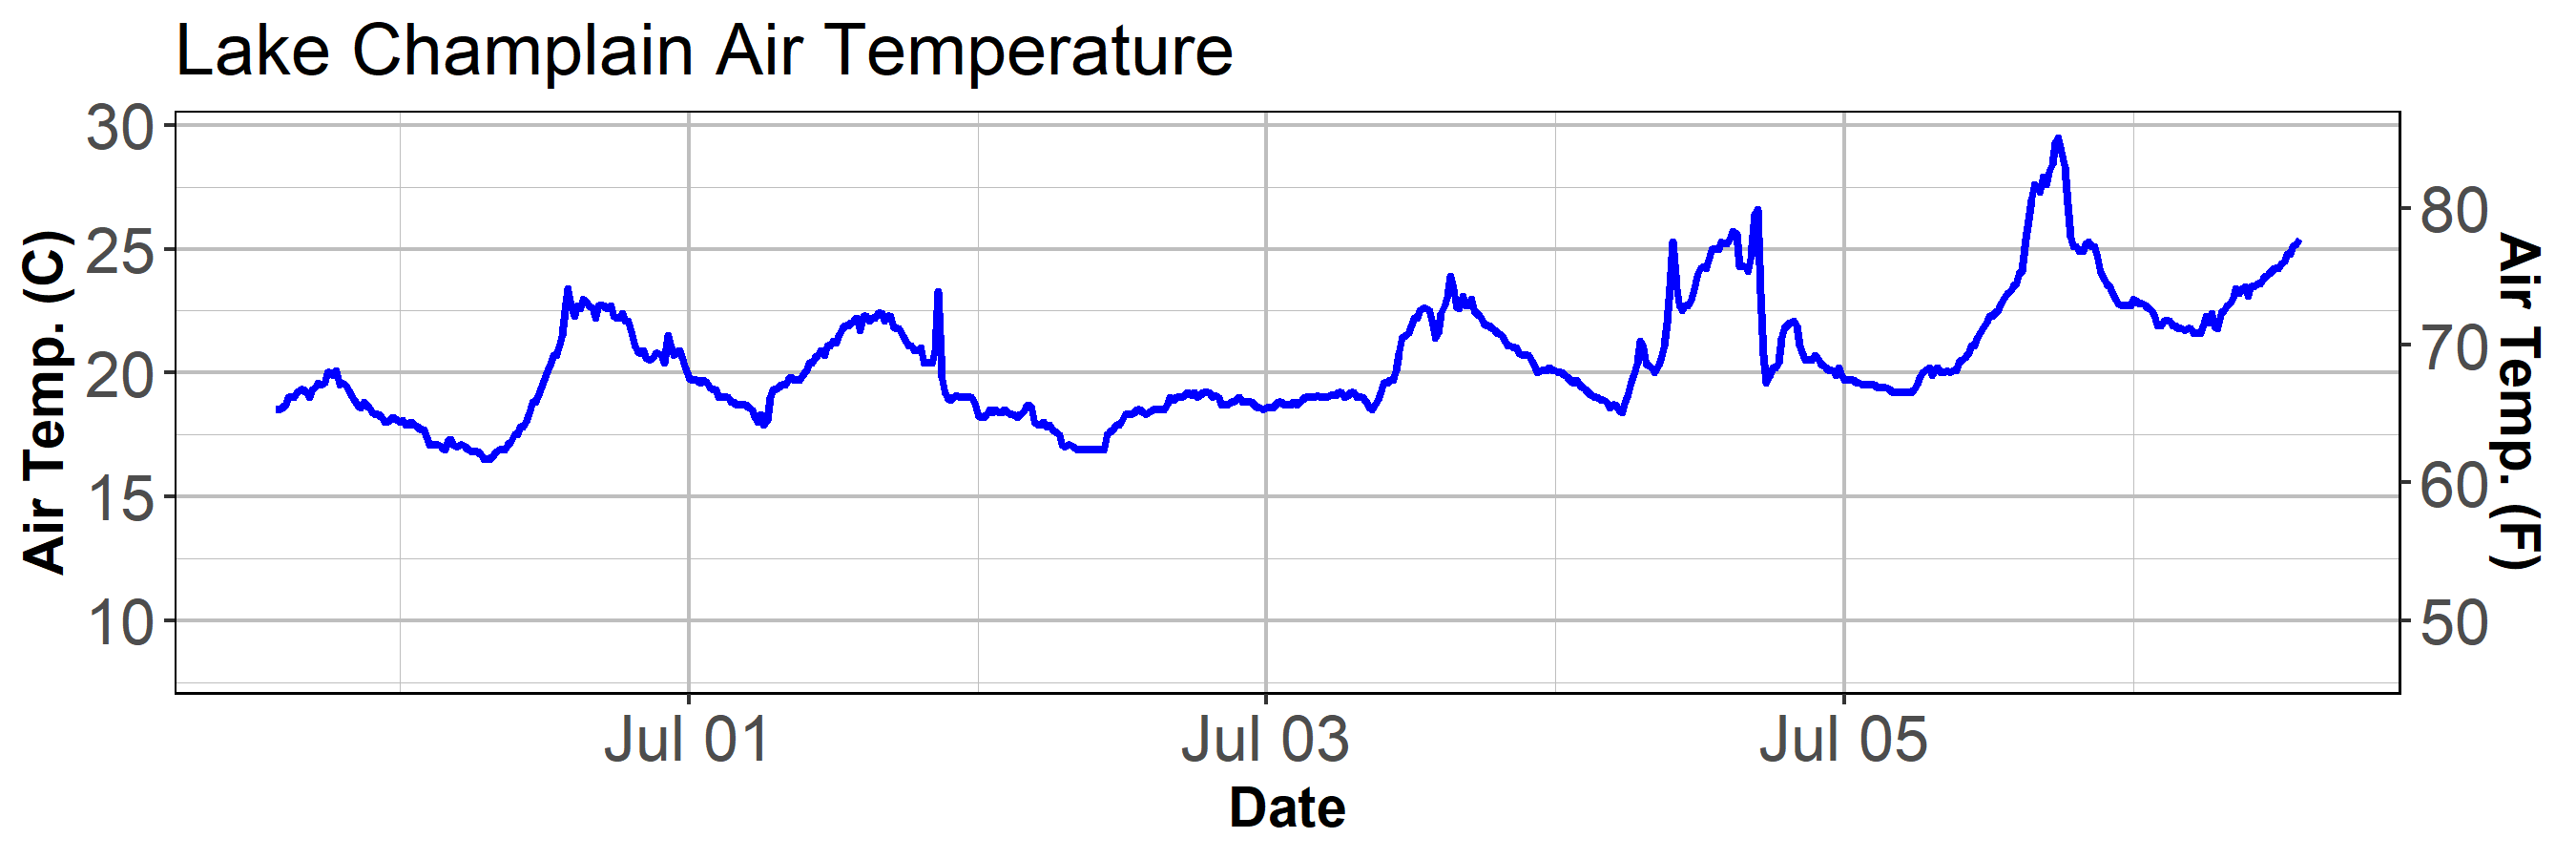 Lake Champlain Air Temperature
30
25
20
15
10
Air Temp. (C)
80
70
60
50
Air Temp. (F)
Jul 01 Jul 03 Jul 05
Date